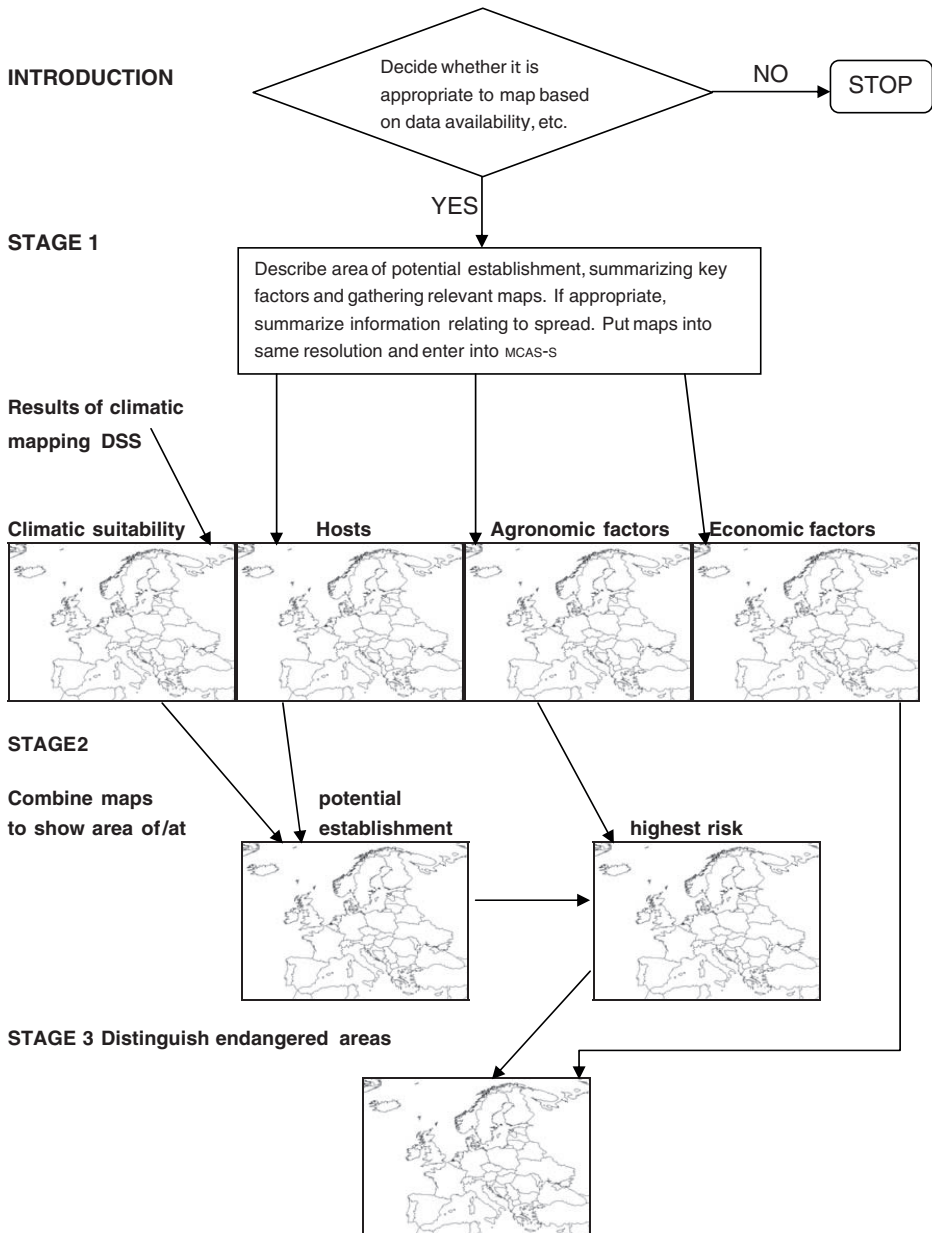 INTRODUCTION
Decide whether it is
appropriate to map based
on data availability, etc.
NO
STOP
YES
STAGE 1
Describe area of potential establishment, summarizing key
factors and gathering relevant maps. If appropriate,
summarize information relating to spread. Put maps into
same resolution and enter into MCAS-S
Results of climatic
mapping DSS
Climatic suitability
Hosts
Agronomic factors
Economic factors
STAGE2
Combine maps
to show area of/at
potential
establishment
highest risk
STAGE 3 Distinguish endangered areas